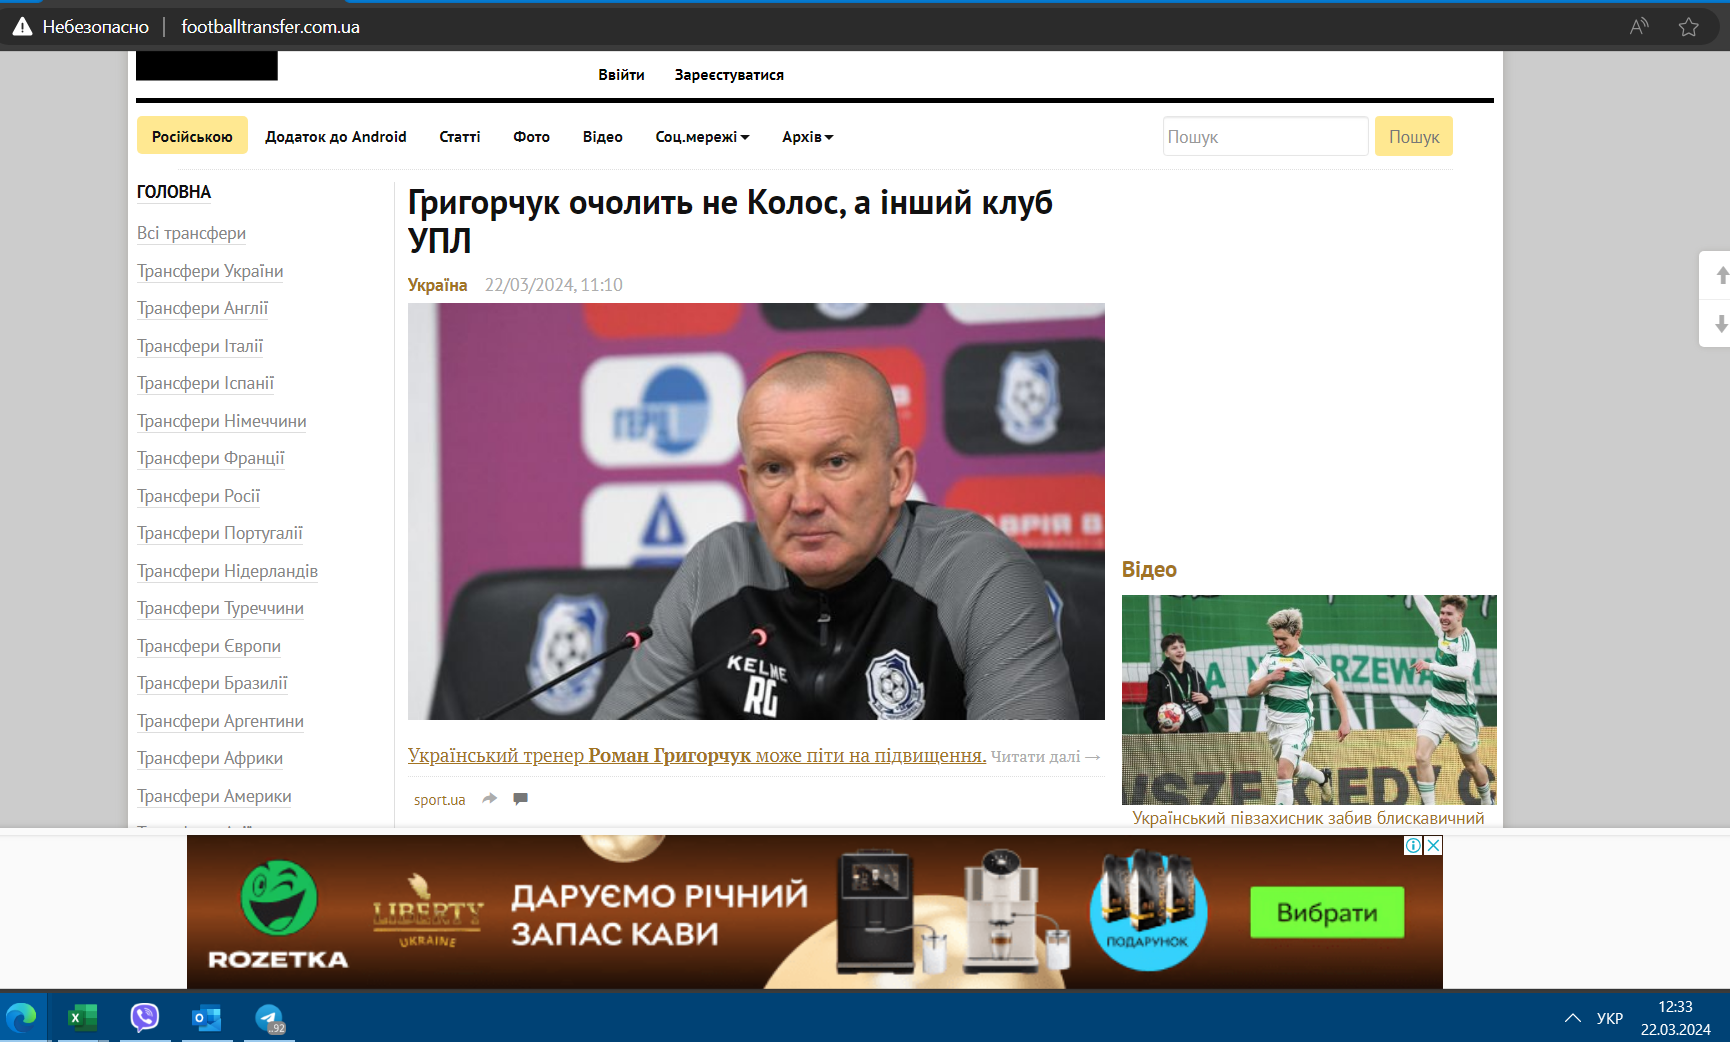 Небезопасно
footballtransfer.com.ua
Ввійти
Зареєстуватися
Російською
Додаток до Android
Статті
Фото
Відео
Соц.мережі
Архів
Пошук
Пошук
ГОЛОВНА
Всі трансфери
Трансфери України
Трансфери Англії
Трансфери Італії
Трансфери Іспанії
Трансфери Німеччини
Трансфери Франції
Трансфери Росії
Трансфери Португалії
Трансфери Нідерландів
Трансфери Туреччини
Трансфери Європи
Трансфери Бразилії
Трансфери Аргентини
Трансфери Африки
Трансфери Америки
Григорчук очолить не Колос, а інший клуб
УПЛ
Україна 22/03/2024, 11:10
KELME
RG
Український тренер Роман Григорчук може піти на підвищення. Читати далі →
sport.ua
Відео
Український півзахисник забив блискавичний
ROZETKA
LIBERTY
UKRAINE
ДАРУЄМО РІЧНИЙ
ЗАПАС КАВИ
ПОДАРУНОК
Вибрати
..92
УКР
12:33
22.03.2024